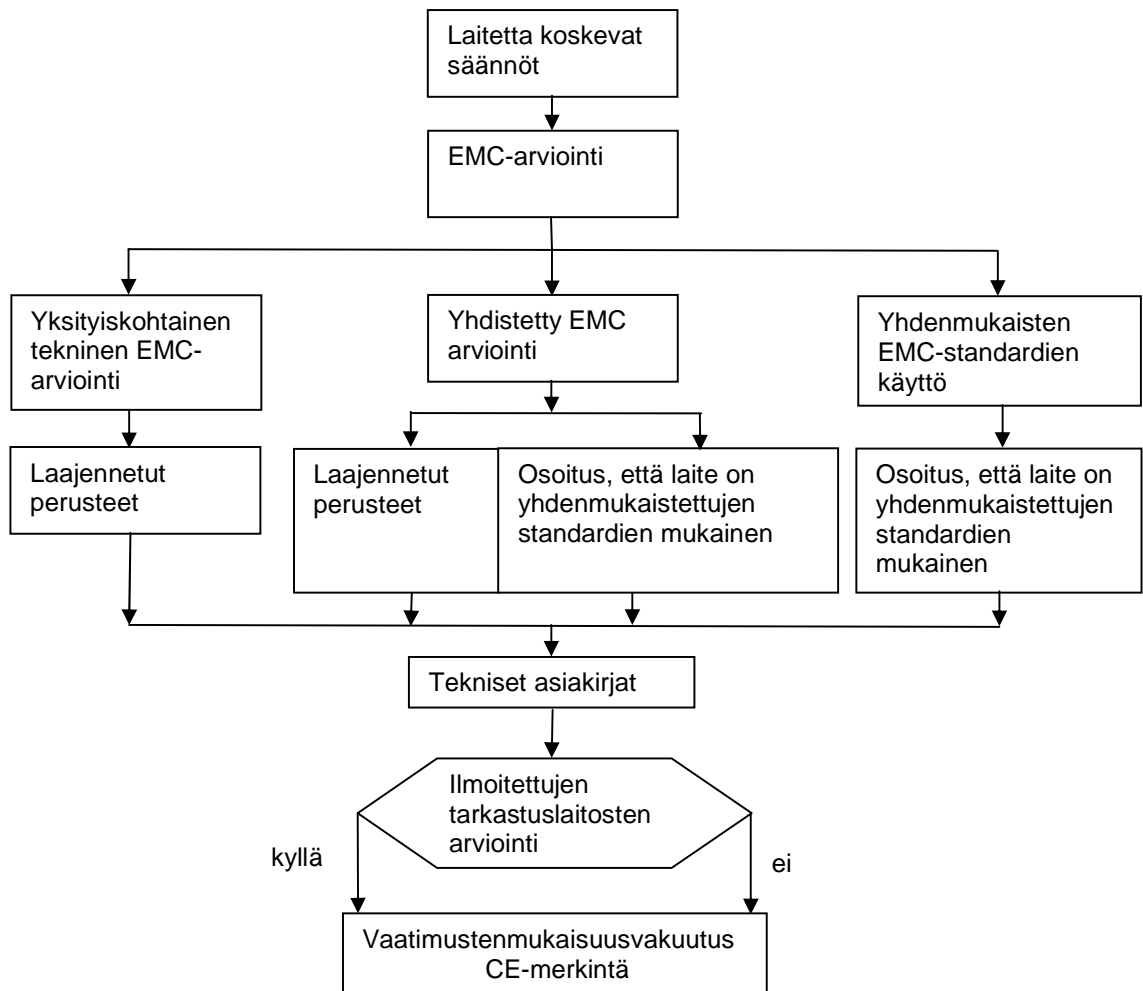 Laitetta koskevat
säännöt
EMC-arviointi
Yksityiskohtainen
tekninen EMC-
arviointi
Yhdistetty EMC
arviointi
Yhdenmukaisten
EMC-standardien
käyttö
Laajennetut
perusteet
Laajennetut
perusteet
Osoitus, että laite on
yhdenmukaistettujen
standardien mukainen
Osoitus, että laite on
yhdenmukaistettujen
standardien
mukainen
Tekniset asiakirjat
Ilmoitettujen
tarkastuslaitosten
arviointi
kyllä
ei
Vaatimustenmukaisuusvakuutus
CE-merkintä